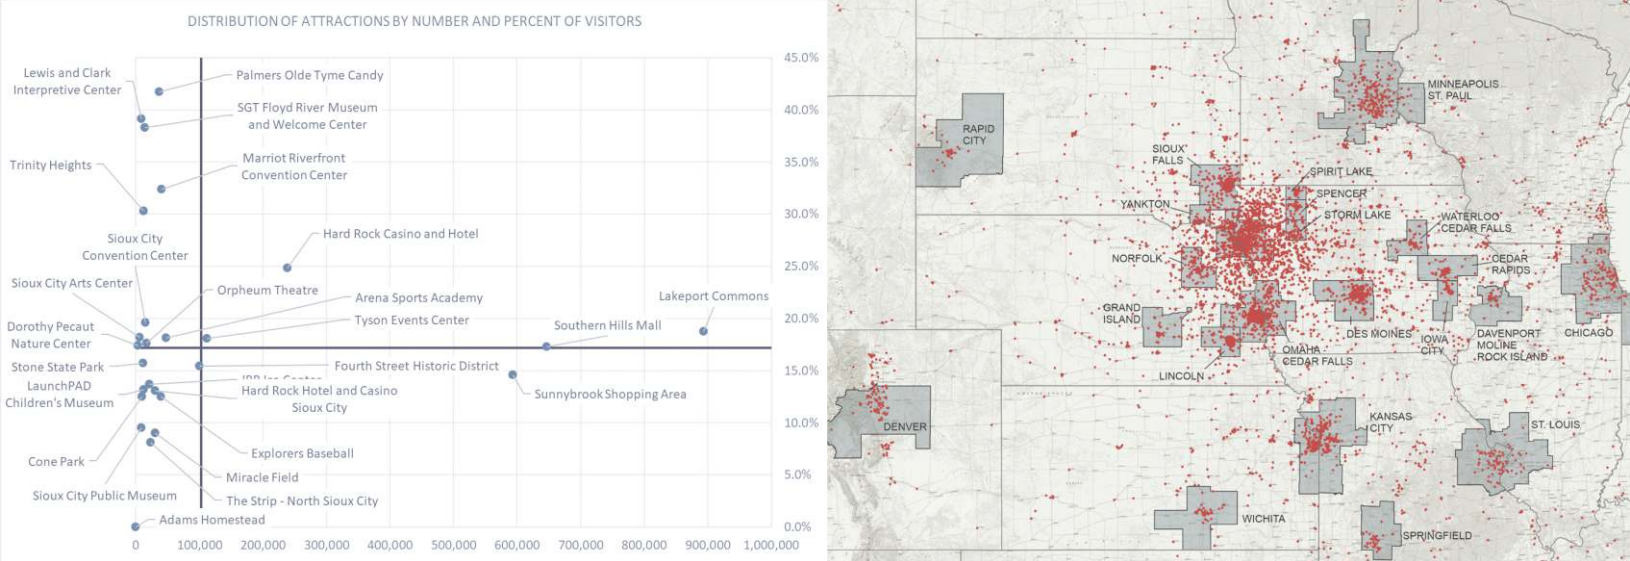 DISTRIBUTION OF ATTRACTIONS BY NUMBER AND PERCENT OF VISITORS
45.0%
40.0%
35.0%
30.0%
25.0%
20.0%
15.0%
10.0%
5.0%
0.0%
Lewis and Clark
Interpretive Center
Palmers Olde Tyme Candy
SGT Floyd River Museum
and Welcome Center
Trinity Heights
Marriot Riverfront
Convention Center
Sioux City
Convention Center
Hard Rock Casino and Hotel
Sioux City Arts Center
Orpheum Theatre
Arena Sports Academy
Lakeport Commons
Dorothy Pecaut
Nature Center
Tyson Events Center
Southern Hills Mall
Stone State Park
Fourth Street Historic District
LaunchPAD
Children's Museum
Hard Rock Hotel and Casino
Sioux City
Sunnybrook Shopping Area
Cone Park
Explorers Baseball
Miracle Field
Sioux City Public Museum
The Strip - North Sioux City
Adams Homestead
0
100,000
200,000
300,000
400,000
500,000
600,000
700,000
800,000
900,000
1,000,000
MINNEAPOLIS
ST. PAUL
RAPID
CITY
SIOUX
FALLS
SPIRIT LAKE
SPENCER
YANKTON
STORM LAKE
WATERLOO
CEDAR FALLS
NORFOLK
CEDAR
RAPIDS
GRAND
ISLAND
DES MOINES
IOWA
CITY
DAVENPORT
MOLINE
ROCK ISLAND
CHICAGO
OMAHA
CEDAR FALLS
LINCOLN
DENVER
KANSAS
CITY
ST. LOUIS
WICHITA
SPRINGFIELD